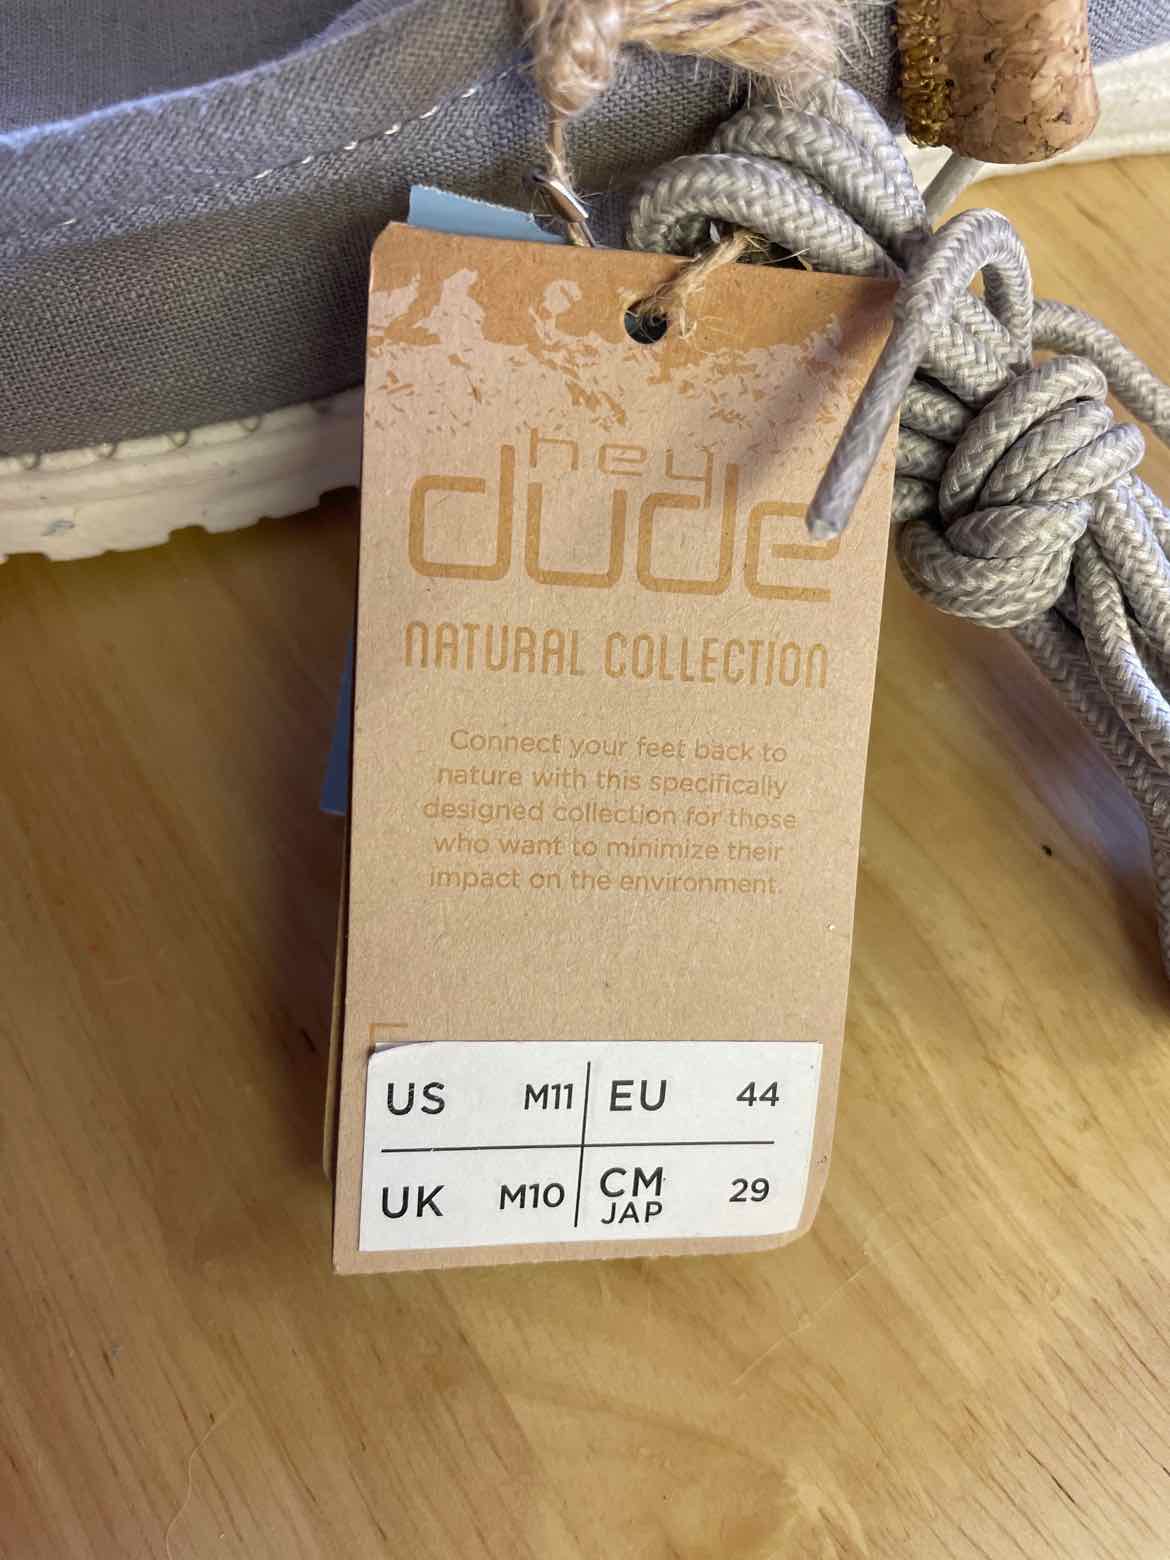 hey
dude
NATURAL COLLECTION
Connect your feet back to
nature with this specifically
designed collection for those
who want to minimize their
impact on the environment.
US M11 EU 44
UK M10 CM JAP 29